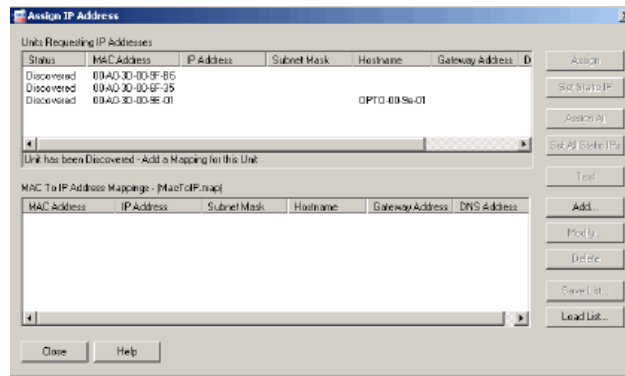 Assign IP Address
Units Requesting IP Addresses
Status MAC Address IP Address Subnet Mask Hostname Gateway Address D
Discovered 00-A0-3D-00-9F-B6
Discovered 00-A0-3D-00-6F-35
Discovered 00-A0-3D-00-9E-01 OPTO-00-9e-01
Unit has been Discovered - Add a Mapping for this Unit
MAC To IP Address Mappings - [MacToIP.map]
MAC Address IP Address Subnet Mask Hostname Gateway Address DNS Address
Assign
Set Static IP
Assign All
Set All Static IPs
Test
Add...
Modify...
Delete
Save List...
Load List...
Close Help